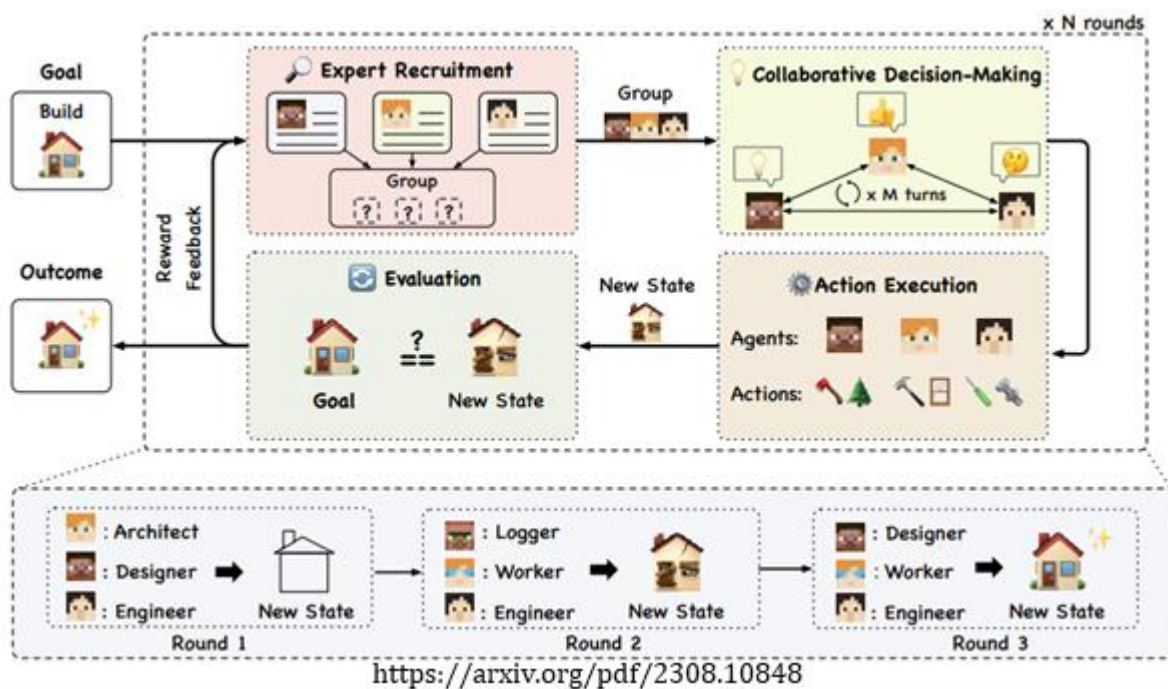 x N rounds
Goal
Build
Expert Recruitment
Group
? ? ?
Group
Collaborative Decision-Making
x M turns
Reward
Feedback
Outcome
Evaluation
?
==
Goal
New State
New State
Action Execution
Agents:
Actions:
: Architect
: Designer
: Engineer
New State
Round 1
: Logger
: Worker
: Engineer
New State
Round 2
: Designer
: Worker
: Engineer
New State
Round 3
https://arxiv.org/pdf/2308.10848